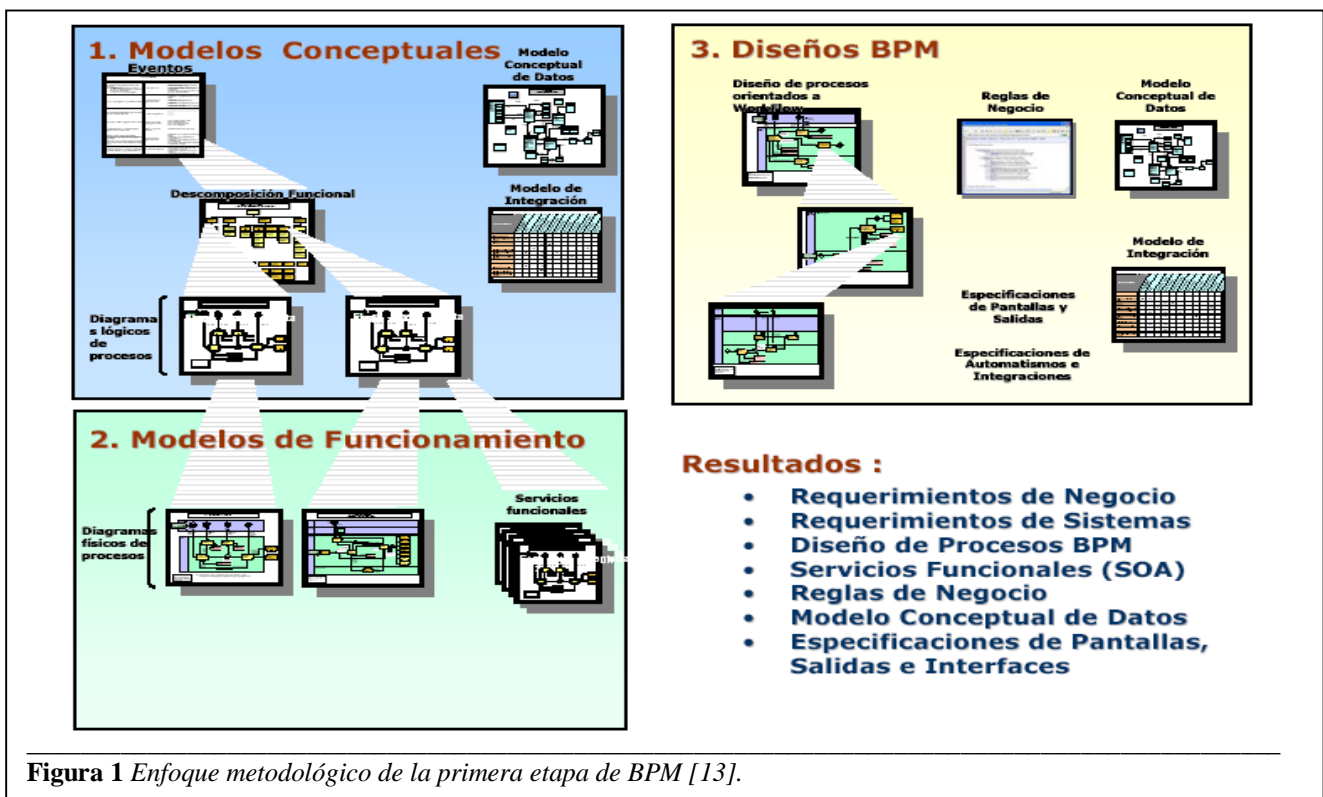 1. Modelos Conceptuales
Eventos
Modelo
Conceptual
de Datos
Descomposición Funcional
Modelo de
Integración
Diagrama
s lógicos
de
procesos
2. Modelos de Funcionamiento
Diagramas
físicos de
procesos
Servicios
funcionales
3. Diseños BPM
Diseño de procesos
orientados a
Workflow
Reglas de
Negocio
Modelo
Conceptual de
Datos
Modelo de
Integración
Especificaciones
de Pantallas y
Salidas
Especificaciones de
Automatismos e
Integraciones
Resultados :
• Requerimientos de Negocio
• Requerimientos de Sistemas
• Diseño de Procesos BPM
• Servicios Funcionales (SOA)
• Reglas de Negocio
• Modelo Conceptual de Datos
• Especificaciones de Pantallas,
Salidas e Interfaces
Figura 1 Enfoque metodológico de la primera etapa de BPM [13].